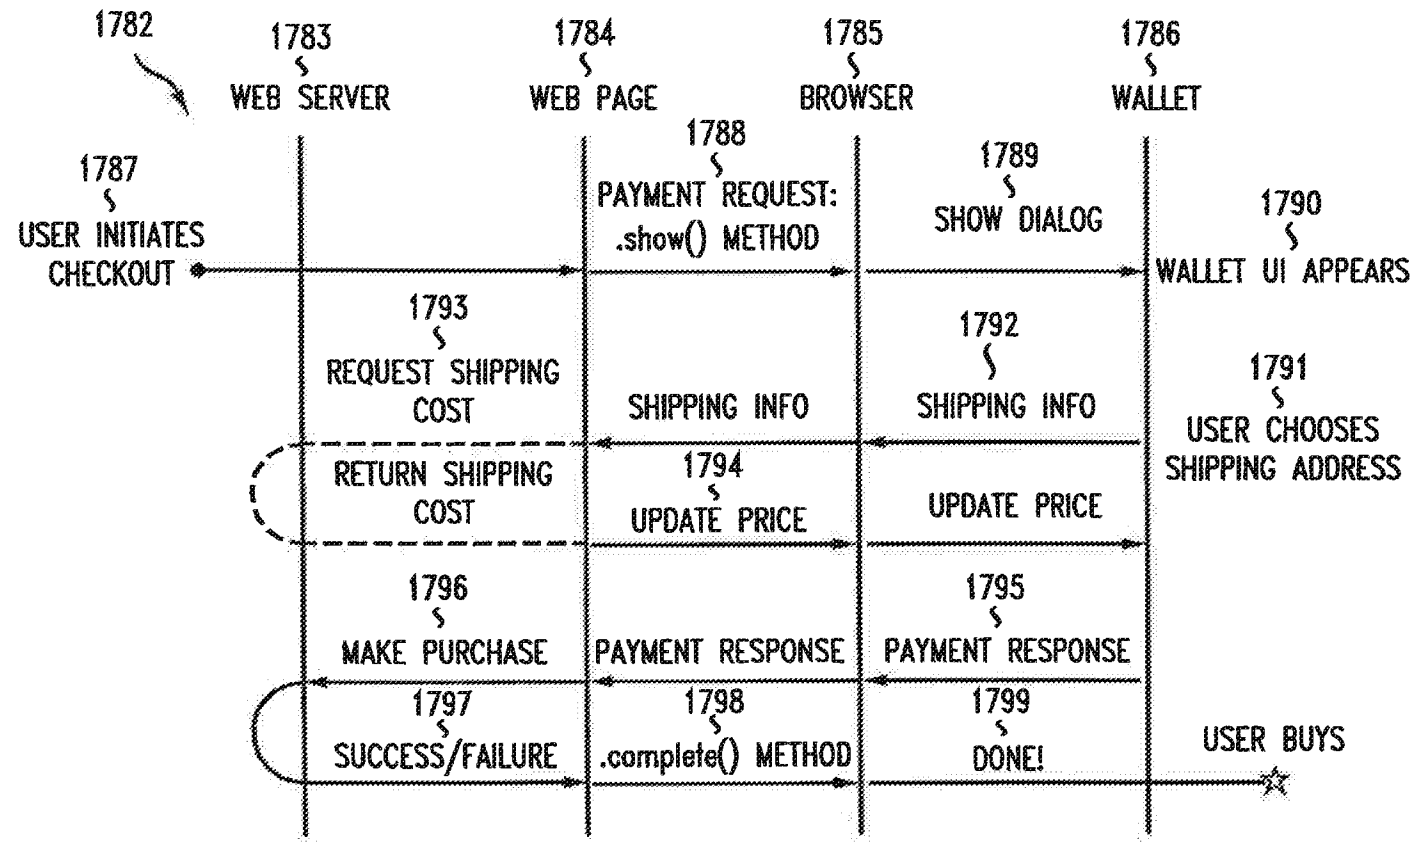 1782
1783
1784
1785
1786
WEB SERVER
WEB PAGE
BROWSER
WALLET
1787
USER INITIATES
CHECKOUT
1788
PAYMENT REQUEST:
.show() METHOD
1789
SHOW DIALOG
1790
WALLET UI APPEARS
1793
REQUEST SHIPPING
COST
SHIPPING INFO
1792
SHIPPING INFO
1791
USER CHOOSES
SHIPPING ADDRESS
RETURN SHIPPING
COST
1794
UPDATE PRICE
UPDATE PRICE
1796
MAKE PURCHASE
PAYMENT RESPONSE
1795
PAYMENT RESPONSE
1797
SUCCESS/FAILURE
1798
.complete() METHOD
1799
DONE!
USER BUYS